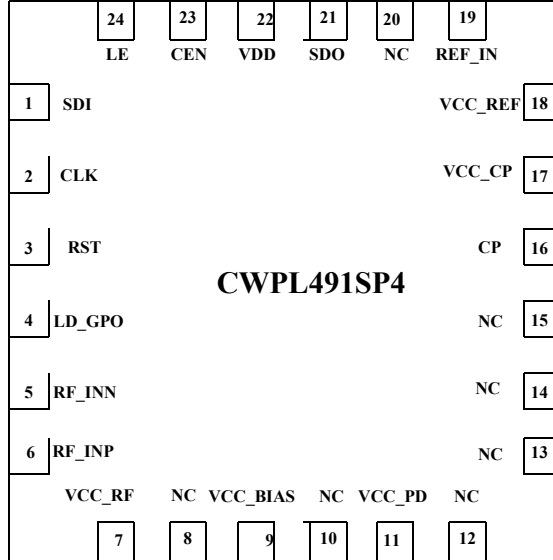 24 23 22 21 20 19
LE CEN VDD SDO NC REF_IN
1 SDI VCC_REF 18
2 CLK VCC_CP 17
3 RST CP 16
CWPL491SP4
4 LD_GPO NC 15
5 RF_INN NC 14
6 RF_INP NC 13
VCC_RF NC VCC_BIAS NC VCC_PD NC
7 8 9 10 11 12